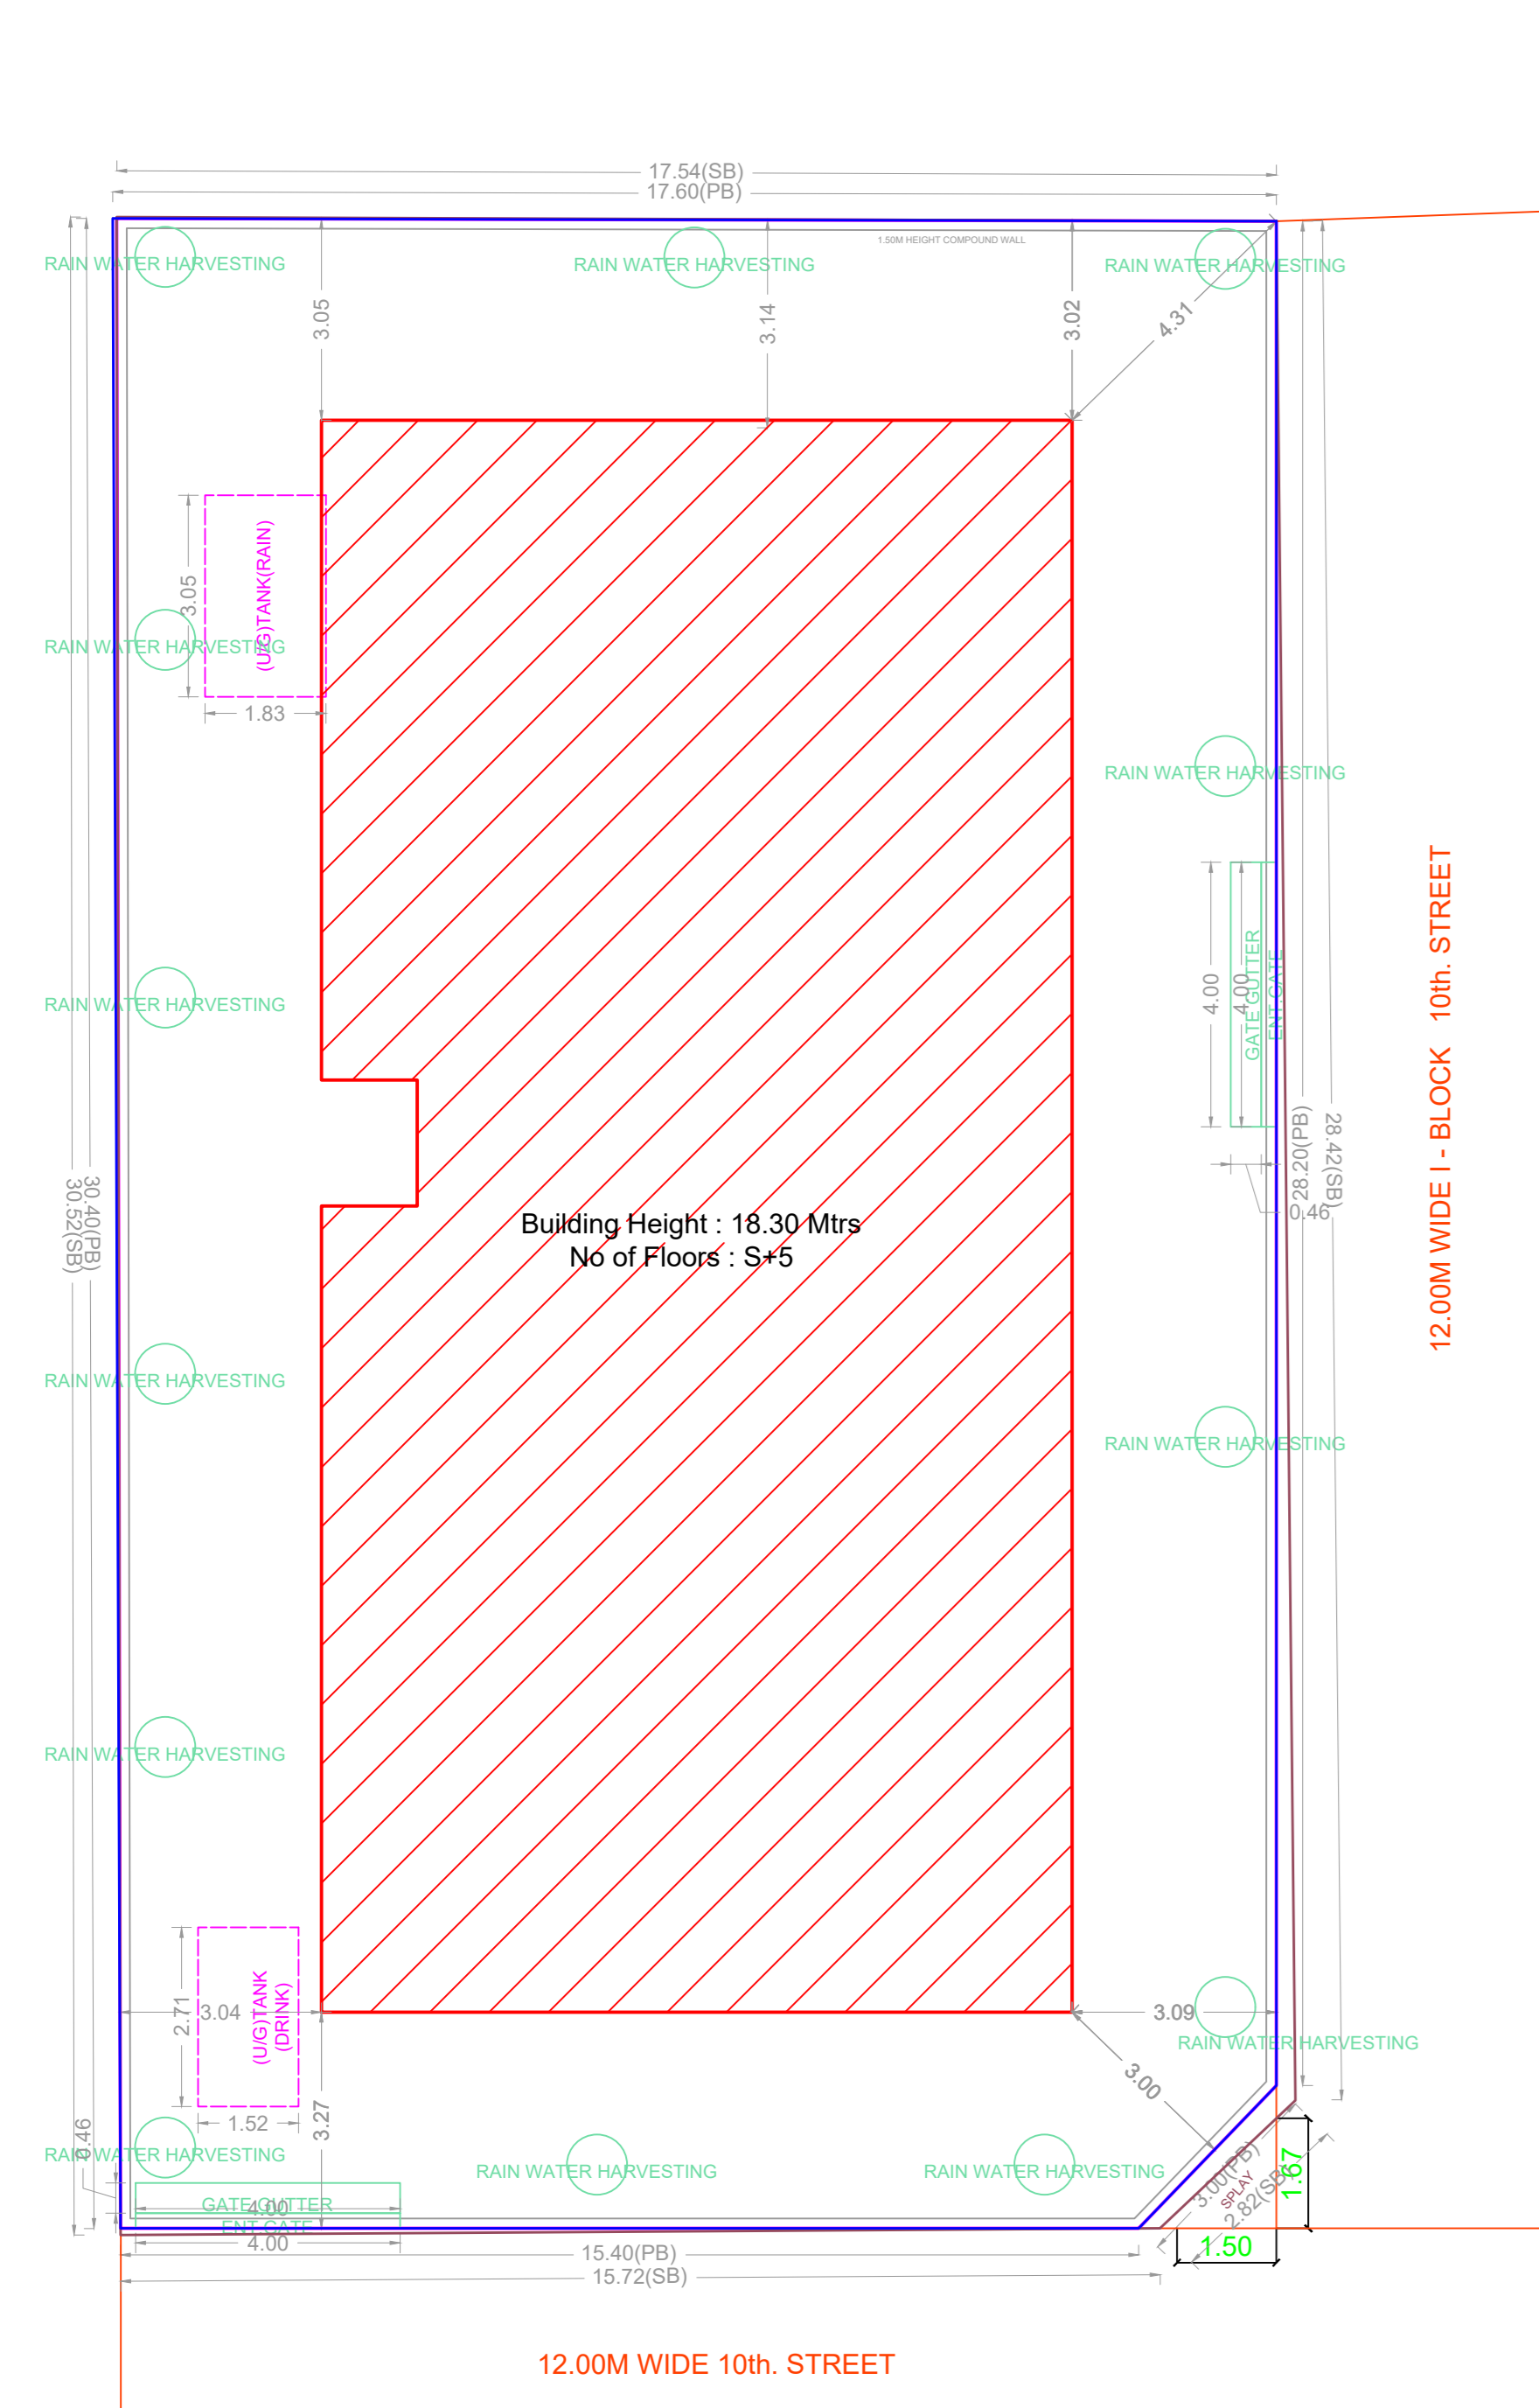 17.54(SB)
17.60(PB)
1.50M HEIGHT COMPOUND WALL
RAIN WATER HARVESTING
RAIN WATER HARVESTING
RAIN WATER HARVESTING
3.05
3.14
3.02
4.31
(U/G)TANK(RAIN)
3.05
RAIN WATER HARVESTING
1.83
RAIN WATER HARVESTING
RAIN WATER HARVESTING
4.00
4.00
GATE GUTTER
ENT.GATE
12.00M WIDE I - BLOCK 10th. STREET
28.20(PB)
28.42(SB)
0.46
30.40(PB)
30.52(SB)
Building Height : 18.30 Mtrs
No of Floors : S+5
RAIN WATER HARVESTING
RAIN WATER HARVESTING
RAIN WATER HARVESTING
2.71
3.04
(U/G)TANK
(DRINK)
3.09
RAIN WATER HARVESTING
3.00
1.52
3.27
0.46
RAIN WATER HARVESTING
RAIN WATER HARVESTING
RAIN WATER HARVESTING
3.00(PB)
SPLAY
2.82(SB)
1.67
GATE GUTTER
4.00
ENT.GATE
4.00
1.50
15.40(PB)
15.72(SB)
12.00M WIDE 10th. STREET